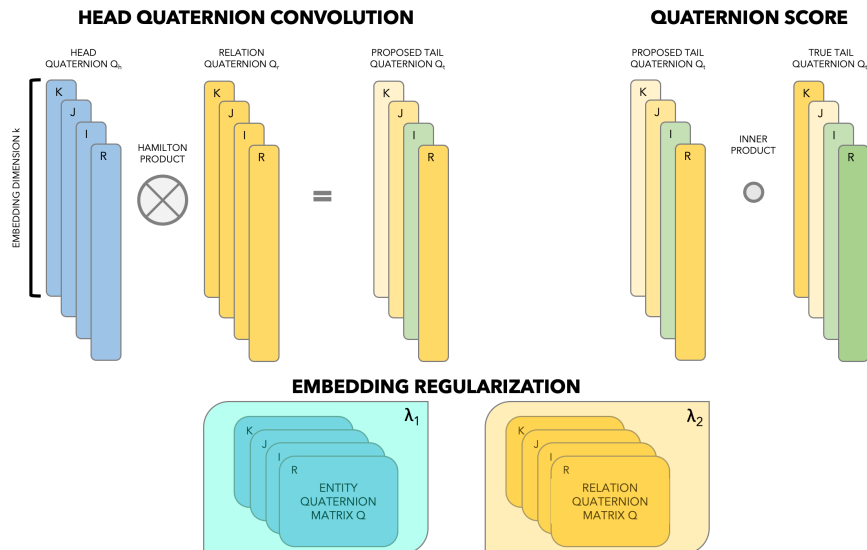 HEAD QUATERNION CONVOLUTION
QUATERNION SCORE
HEAD
QUATERNION Qh
RELATION
QUATERNION Qr
PROPOSED TAIL
QUATERNION Qt
PROPOSED TAIL
QUATERNION Qt
TRUE TAIL
QUATERNION Qt
EMBEDDING DIMENSION k
K
J
I
R
HAMILTON
PRODUCT
K
J
I
R
=
K
J
I
R
K
J
I
R
INNER
PRODUCT
K
J
I
R
EMBEDDING REGULARIZATION
λ1
K
J
I
R
ENTITY
QUATERNION
MATRIX Q
λ2
K
J
I
R
RELATION
QUATERNION
MATRIX Q